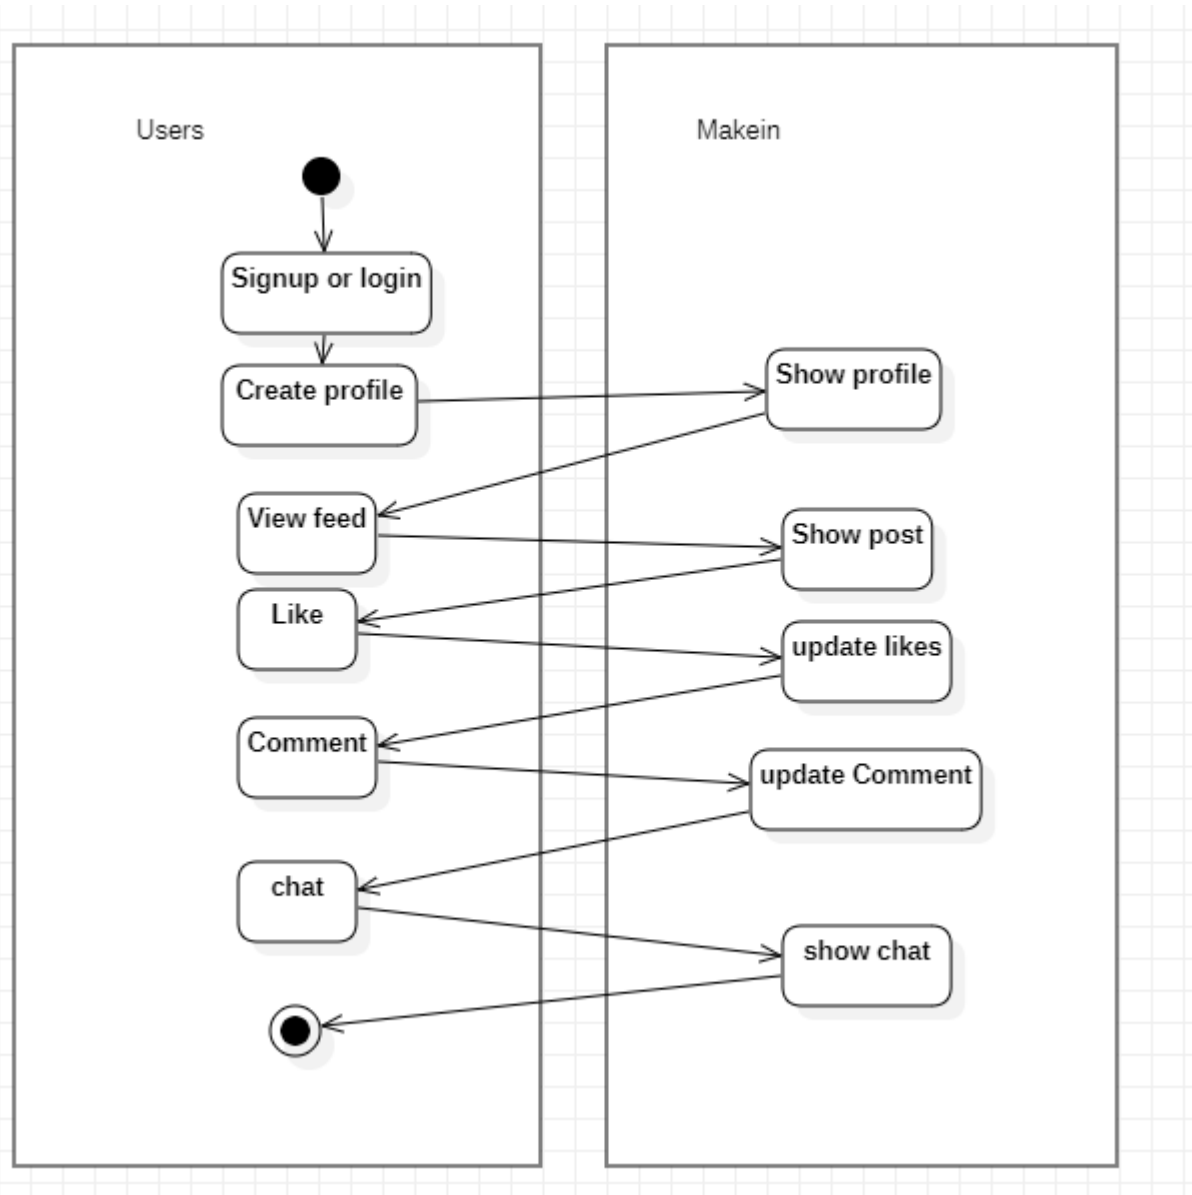 Users
Makein
Signup or login
Create profile
Show profile
View feed
Show post
Like
update likes
Comment
update Comment
chat
show chat